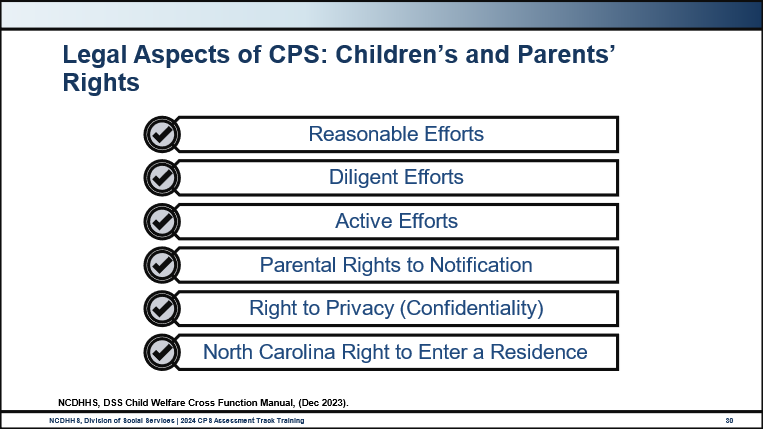 Legal Aspects of CPS: Children’s and Parents’
Rights
Reasonable Efforts
Diligent Efforts
Active Efforts
Parental Rights to Notification
Right to Privacy (Confidentiality)
North Carolina Right to Enter a Residence
NCDHHS, DSS Child Welfare Cross Function Manual, (Dec 2023).
NCDHHS, Division of Social Services | 2024 CPS Assessment Track Training
80